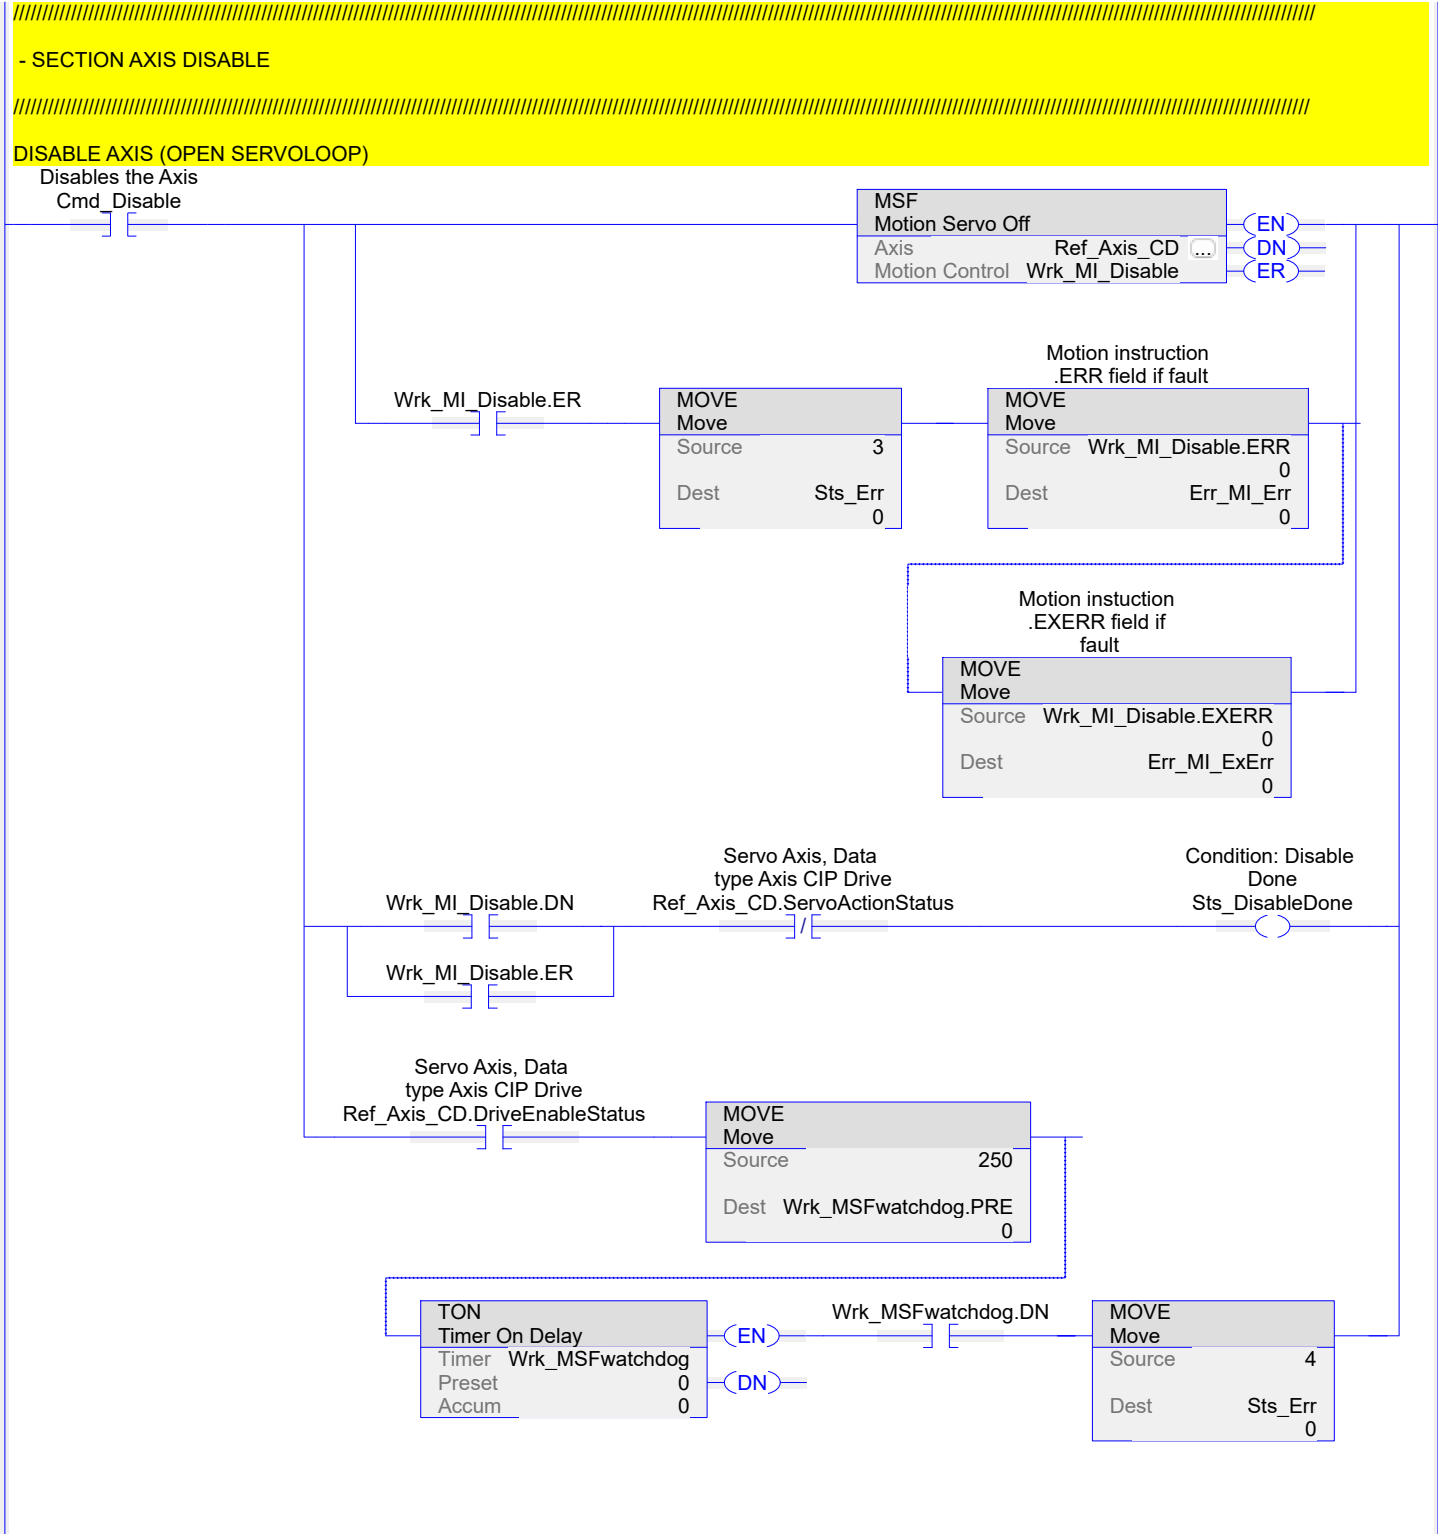 - SECTION AXIS DISABLE
DISABLE AXIS (OPEN SERVOLOOP)
Disables the Axis
Cmd_Disable
MSF
Motion Servo Off
Axis Ref_Axis_CD ...
Motion Control Wrk_MI_Disable
EN
DN
ER
Wrk_MI_Disable.ER
MOVE
Move
Source 3
Dest Sts_Err
0
Motion instruction
.ERR field if fault
MOVE
Move
Source Wrk_MI_Disable.ERR
0
Dest Err_MI_Err
0
Motion instuction
.EXERR field if
fault
MOVE
Move
Source Wrk_MI_Disable.EXERR
0
Dest Err_MI_ExErr
0
Wrk_MI_Disable.DN
Wrk_MI_Disable.ER
Servo Axis, Data
type Axis CIP Drive
Ref_Axis_CD.ServoActionStatus
/
Condition: Disable
Done
Sts_DisableDone
Servo Axis, Data
type Axis CIP Drive
Ref_Axis_CD.DriveEnableStatus
MOVE
Move
Source 250
Dest Wrk_MSFwatchdog.PRE
0
TON
Timer On Delay
Timer Wrk_MSFwatchdog
Preset 0
Accum 0
EN
DN
Wrk_MSFwatchdog.DN
MOVE
Move
Source 4
Dest Sts_Err
0